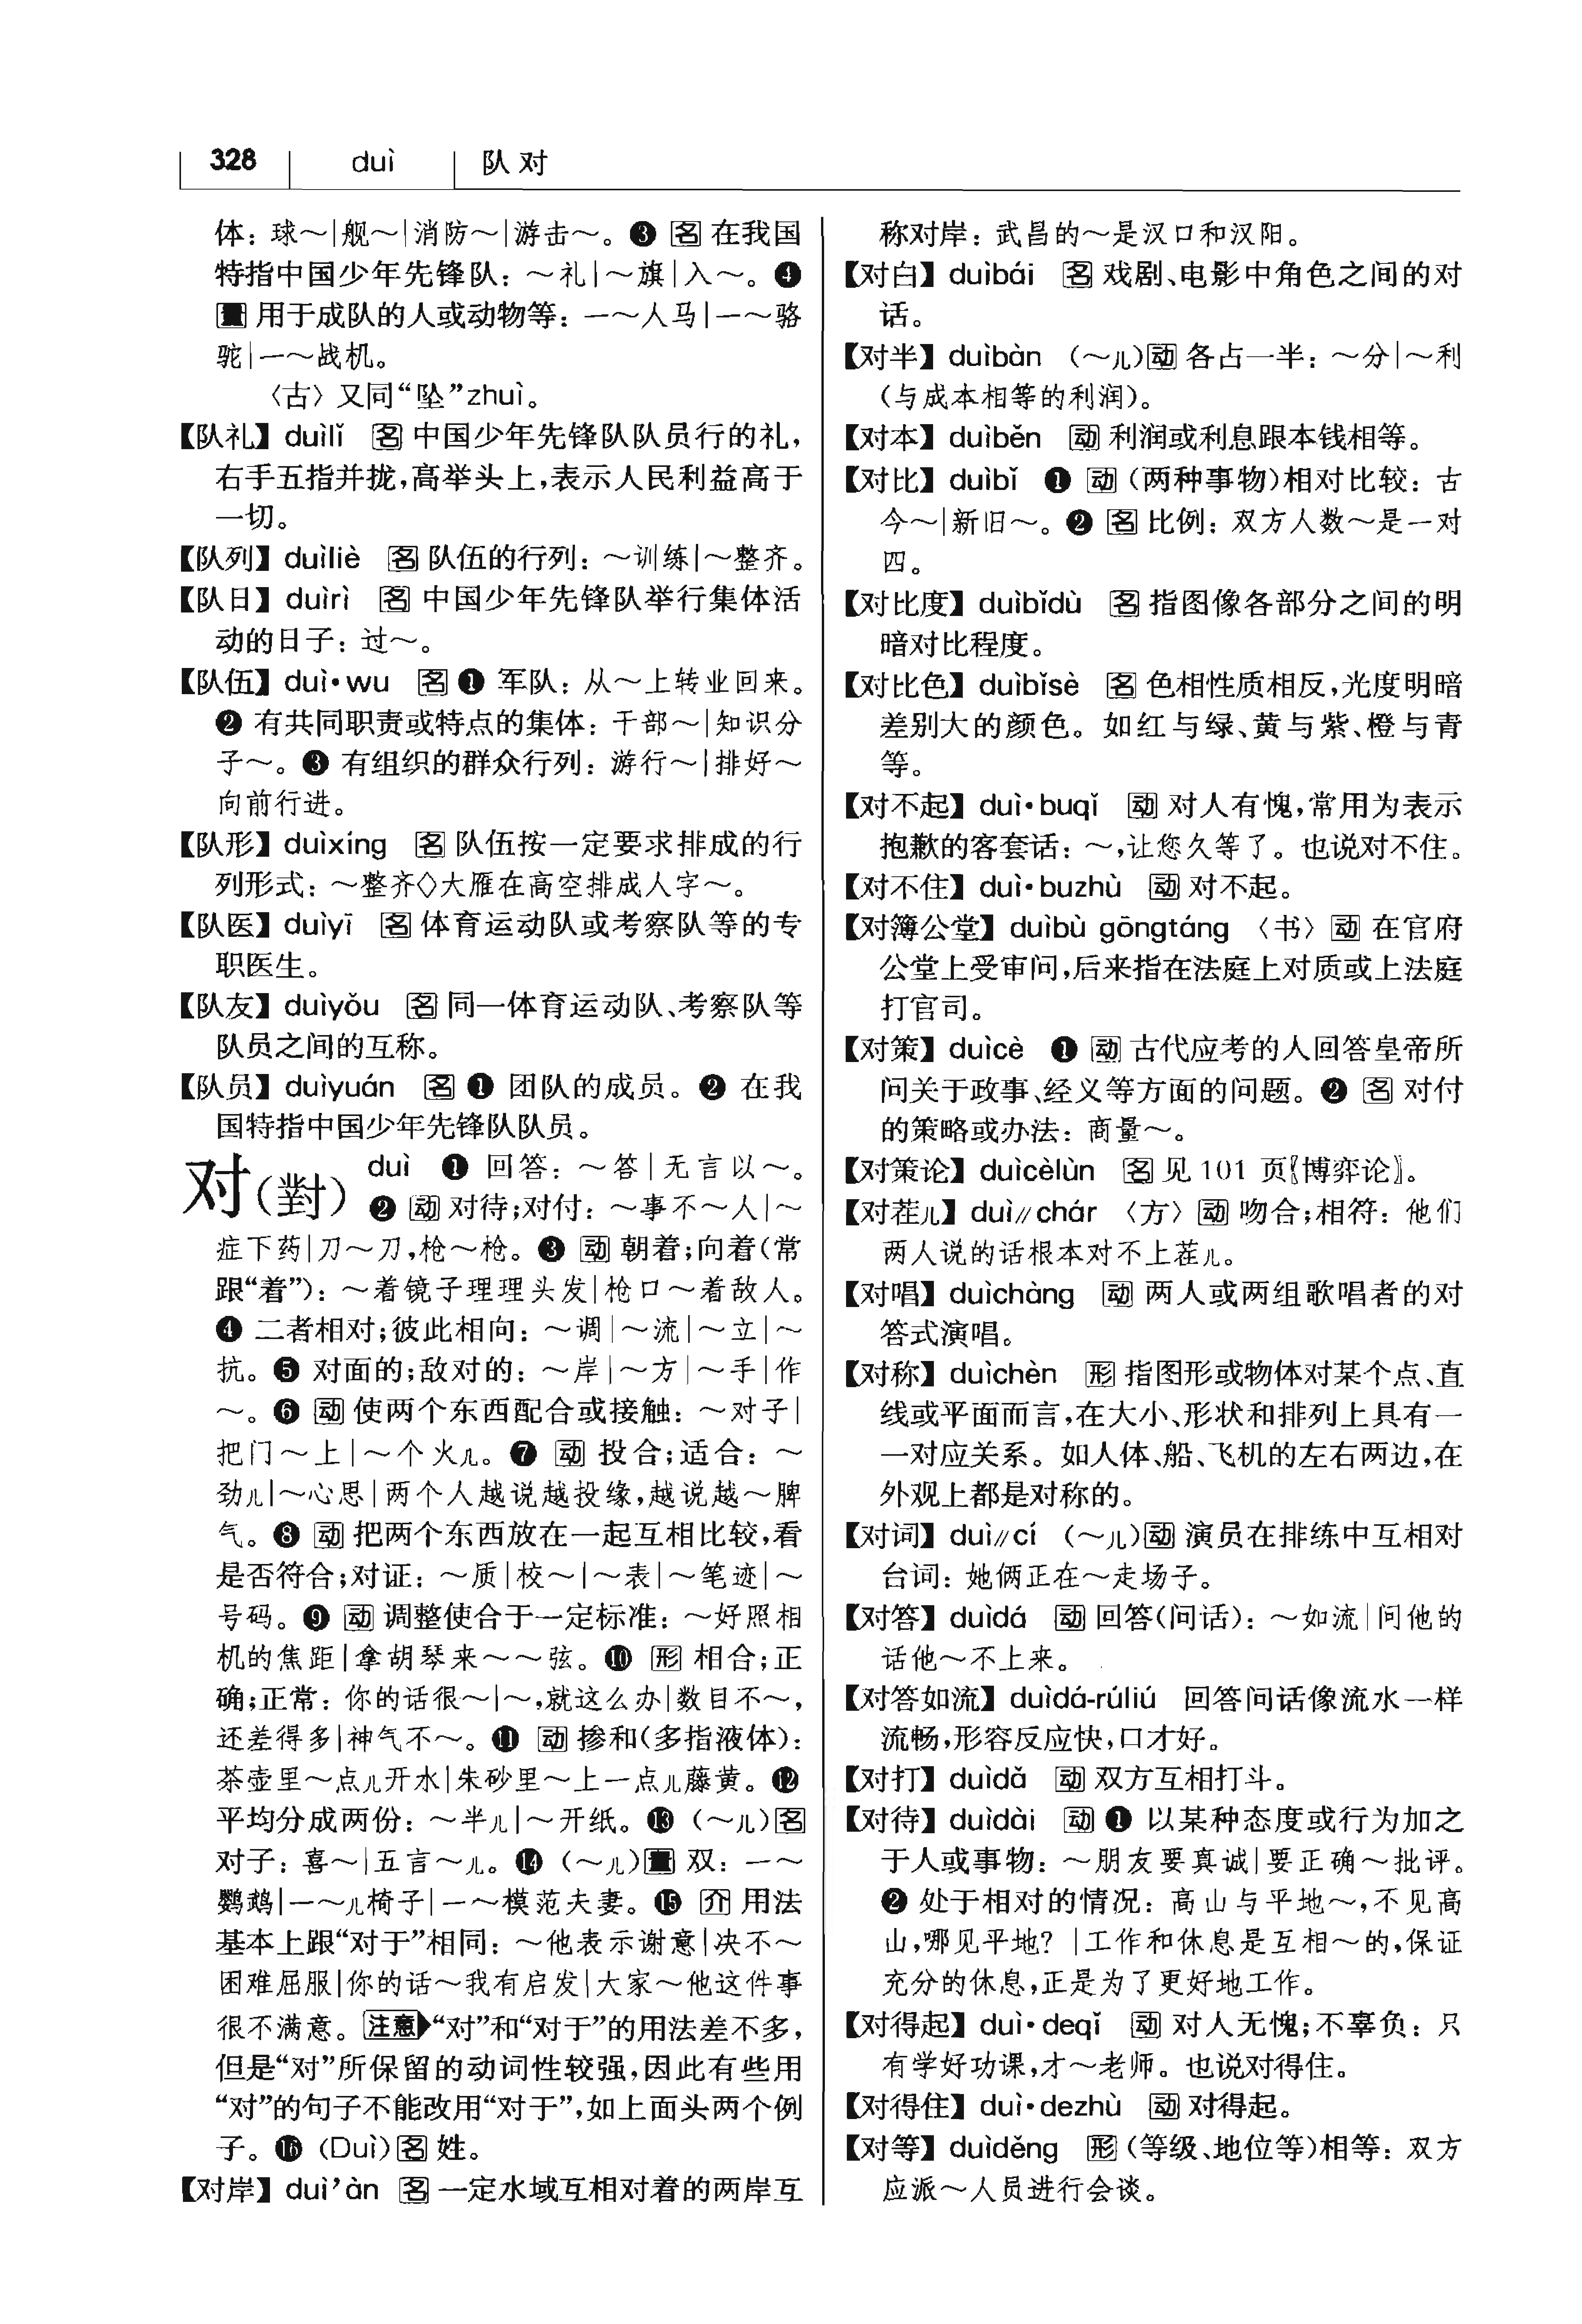 328 duì 队 对
体：球～|舰～|消防～|游击～。❸ 名 在我国
特指中国少年先锋队：～礼|～旗|入～。❹
量 用于成队的人或动物等：一～人马|一～骆
驼|一～战机。
〈古〉又同“坠”zhuì。
【队礼】 duìlǐ 名 中国少年先锋队队员行的礼，
右手五指并拢，高举头上，表示人民利益高于
一切。
【队列】 duìliè 名 队伍的行列：～训练|～整齐。
【队日】 duìrì 名 中国少年先锋队举行集体活
动的日子：过～。
【队伍】 duì·wu 名 ❶ 军队：从～上转业回来。
❷ 有共同职责或特点的集体：干部～|知识分
子～。❸ 有组织的群众行列：游行～|排好～
向前行进。
【队形】 duìxíng 名 队伍按一定要求排成的行
列形式：～整齐◇大雁在高空排成人字～。
【队医】 duìyī 名 体育运动队或考察队等的专
职医生。
【队友】 duìyǒu 名 同一体育运动队、考察队等
队员之间的互称。
【队员】 duìyuán 名 ❶ 团队的成员。❷ 在我
国特指中国少年先锋队队员。
对（對） duì ❶ 回答：～答|无言以～。
❷ 动 对待；对付：～事不～人|～
症下药|刀～刀，枪～枪。❸ 动 朝着；向着（常
跟“着”）：～着镜子理理头发|枪口～着敌人。
❹ 二者相对；彼此相向：～调|～流|～立|～
抗。❺ 对面的；敌对的：～岸|～方|～手|作
～。❻ 动 使两个东西配合或接触：～对子|
把门～上|～个火儿。❼ 动 投合；适合：～
劲儿|～心思|两个人越说越投缘，越说越～脾
气。❽ 动 把两个东西放在一起互相比较，看
是否符合；对证：～质|校～|～表|～笔迹|～
号码。❾ 动 调整使合于一定标准：～好照相
机的焦距|拿胡琴来～～弦。❿ 形 相合；正
确；正常：你的话很～|～，就这么办|数目不～，
还差得多|神气不～。⓫ 动 掺和（多指液体）：
茶壶里～点儿开水|朱砂里～上一点儿藤黄。⓬
平均分成两份：～半儿|～开纸。⓭（～儿）名
对子：喜～|五言～儿。⓮（～儿）量 双：一～
鹦鹉|一～儿椅子|一～模范夫妻。⓯ 介 用法
基本上跟“对于”相同：～他表示谢意|决不～
困难屈服|你的话～我有启发|大家～他这件事
很不满意。注意 “对”和“对于”的用法差不多，
但是“对”所保留的动词性较强，因此有些用
“对”的句子不能改用“对于”，如上面头两个例
子。⓰（Duì）名 姓。
【对岸】 duì’àn 名 一定水域互相对着的两岸互
称对岸：武昌的～是汉口和汉阳。
【对白】 duìbái 名 戏剧、电影中角色之间的对
话。
【对半】 duìbàn （～儿）动 各占一半：～分|～利
（与成本相等的利润）。
【对本】 duìběn 动 利润或利息跟本钱相等。
【对比】 duìbǐ ❶ 动（两种事物）相对比较：古
今～|新旧～。❷ 名 比例：双方人数～是一对
四。
【对比度】 duìbǐdù 名 指图像各部分之间的明
暗对比程度。
【对比色】 duìbǐsè 名 色相性质相反，光度明暗
差别大的颜色。如红与绿、黄与紫、橙与青
等。
【对不起】 duì·buqǐ 动 对人有愧，常用为表示
抱歉的客套话：～，让您久等了。也说对不住。
【对不住】 duì·buzhù 动 对不起。
【对簿公堂】 duìbù gōngtáng 〈书〉动 在官府
公堂上受审问，后来指在法庭上对质或上法庭
打官司。
【对策】 duìcè ❶ 动 古代应考的人回答皇帝所
问关于政事、经义等方面的问题。❷ 名 对付
的策略或办法：商量～。
【对策论】 duìcèlùn 名 见 101 页〖博弈论〗。
【对茬儿】 duì∥chár 〈方〉动 吻合；相符：他们
两人说的话根本对不上茬儿。
【对唱】 duìchàng 动 两人或两组歌唱者的对
答式演唱。
【对称】 duìchèn 形 指图形或物体对某个点、直
线或平面而言，在大小、形状和排列上具有一
一对应关系。如人体、船、飞机的左右两边，在
外观上都是对称的。
【对词】 duì∥cí （～儿）动 演员在排练中互相对
台词：她俩正在～走场子。
【对答】 duìdá 动 回答（问话）：～如流|问他的
话他～不上来。
【对答如流】 duìdá-rúliú 回答问话像流水一样
流畅，形容反应快，口才好。
【对打】 duìdǎ 动 双方互相打斗。
【对待】 duìdài 动 ❶ 以某种态度或行为加之
于人或事物：～朋友要真诚|要正确～批评。
❷ 处于相对的情况：高山与平地～，不见高
山，哪见平地？|工作和休息是互相～的，保证
充分的休息，正是为了更好地工作。
【对得起】 duì·deqǐ 动 对人无愧；不辜负：只
有学好功课，才～老师。也说对得住。
【对得住】 duì·dezhù 动 对得起。
【对等】 duìděng 形（等级、地位等）相等：双方
应派～人员进行会谈。